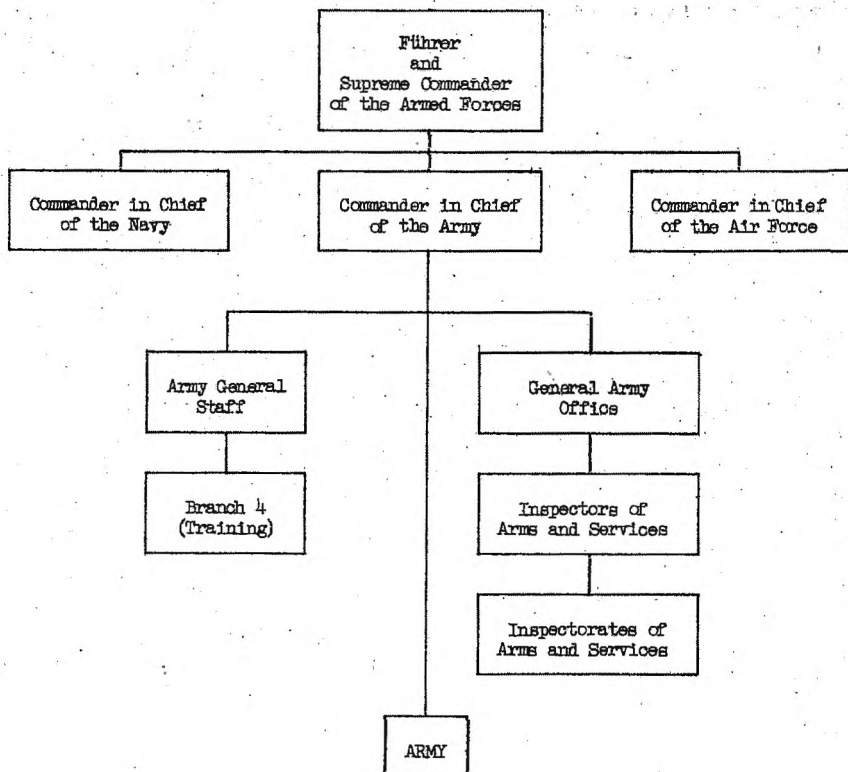 Führer
and
Supreme Commander
of the Armed Forces
Commander in Chief
of the Navy
Commander in Chief
of the Army
Commander in Chief
of the Air Force
Army General
Staff
General Army
Office
Branch 4
(Training)
Inspectors of
Arms and Services
Inspectorates of
Arms and Services
ARMY